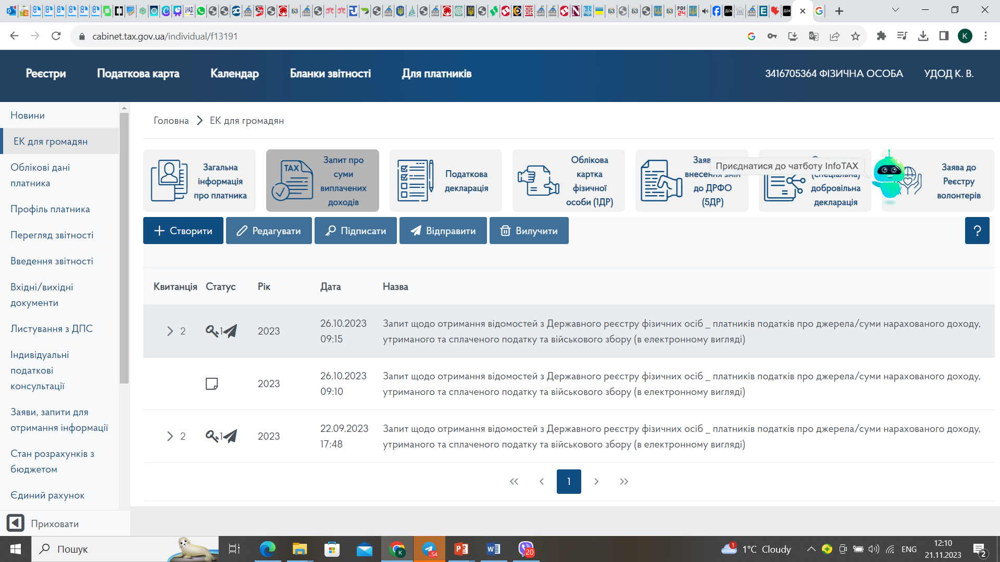 cabinet.tax.gov.ua/individual/f13191
K
Реєстри
Податкова карта
Календар
Бланки звітності
Для платників
3416705364 ФІЗИЧНА ОСОБА
УДОД К. В.
Новини
ЕК для громадян
Облікові дані
платника
Профіль платника
Перегляд звітності
Введення звітності
Вхідні/вихідні
документи
Листування з ДПС
Індивідуальні
податкові
консультації
Заяви, запити для
отримання інформації
Стан розрахунків з
бюджетом
Єдиний рахунок
Приховати
Головна
ЕК для громадян
Загальна
інформація
про платника
TAX
Запит про
суми
виплачених
доходів
Податкова
декларація
Облікова
картка
фізичної
особи (1ДР)
внесення змін
до ДРФО
(5ДР)
Приєднатися до чатботу InfoTAX
(спеціальна)
добровільна
декларація
Заява до
Реєстру
волонтерів
Створити
Редагувати
Підписати
Відправити
Вилучити
?
Квитанція Статус Рік Дата Назва
2 1 2023 26.10.2023 Запит щодо отримання відомостей з Державного реєстру фізичних осіб _ платників податків про джерела/суми нарахованого доходу,
09:15 утриманого та сплаченого податку та військового збору (в електронному вигляді)
2023 26.10.2023 Запит щодо отримання відомостей з Державного реєстру фізичних осіб _ платників податків про джерела/суми нарахованого доходу,
09:10 утриманого та сплаченого податку та військового збору (в електронному вигляді)
2 1 2023 22.09.2023 Запит щодо отримання відомостей з Державного реєстру фізичних осіб _ платників податків про джерела/суми нарахованого доходу,
17:48 утриманого та сплаченого податку та військового збору (в електронному вигляді)
1
Пошук
..54
20
1
1°C Cloudy
ENG
12:10
21.11.2023
2